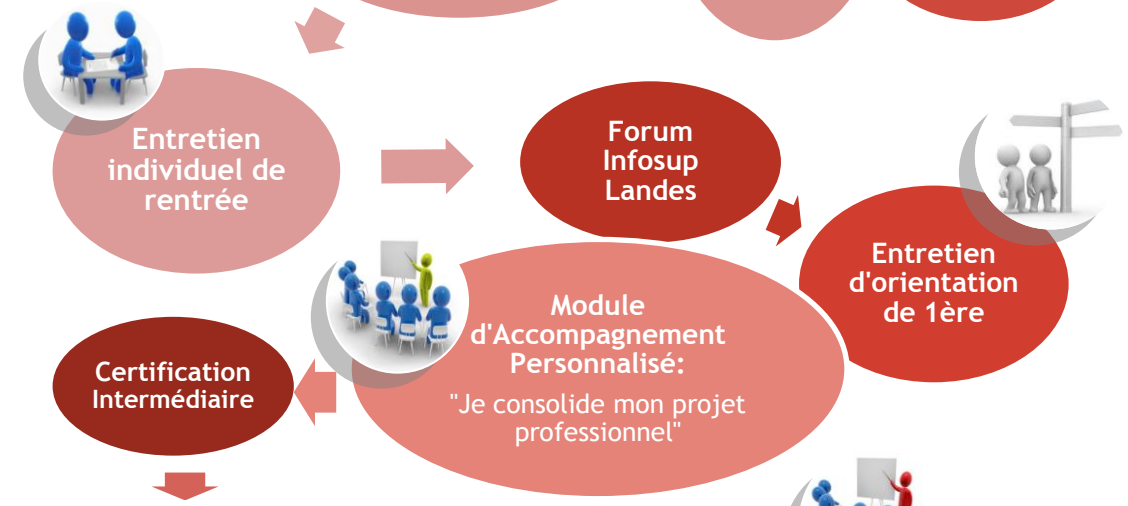 Entretien
individuel de
rentrée
Forum
Infosup
Landes
Entretien
d'orientation
de 1ère
Module
d'Accompagnement
Personnalisé:
"Je consolide mon projet
professionnel"
Certification
Intermédiaire